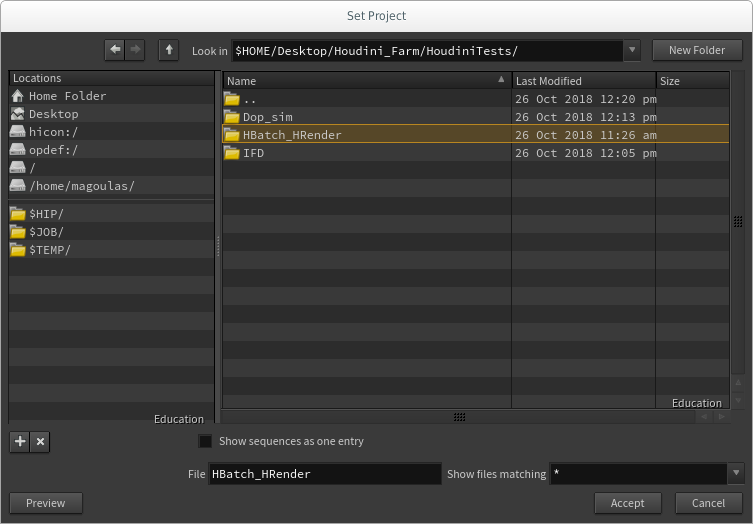 Set Project
Look in $HOME/Desktop/Houdini_Farm/HoudiniTests/ New Folder
Locations
Home Folder
Desktop
hicon:/
opdef:/
/
/home/magoulas/
$HIP/
$JOB/
$TEMP/
Education
Name Last Modified Size
.. 26 Oct 2018 12:20 pm
Dop_sim 26 Oct 2018 12:13 pm
HBatch_HRender 26 Oct 2018 11:26 am
IFD 26 Oct 2018 12:05 pm
Education
Show sequences as one entry
File HBatch_HRender Show files matching *
Preview Accept Cancel